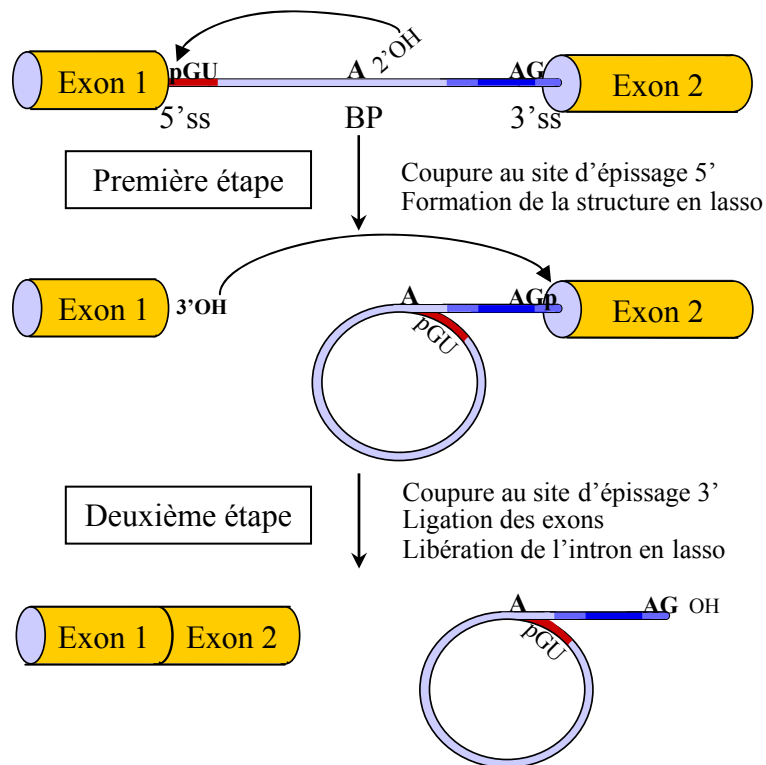 2'OH
Exon 1 pGU A AG Exon 2
5'ss BP 3'ss
Première étape
Coupure au site d'épissage 5'
Formation de la structure en lasso
Exon 1 3'OH A AGp Exon 2
pGU
Deuxième étape
Coupure au site d'épissage 3'
Ligation des exons
Libération de l'intron en lasso
Exon 1 Exon 2 A AG OH
pGU